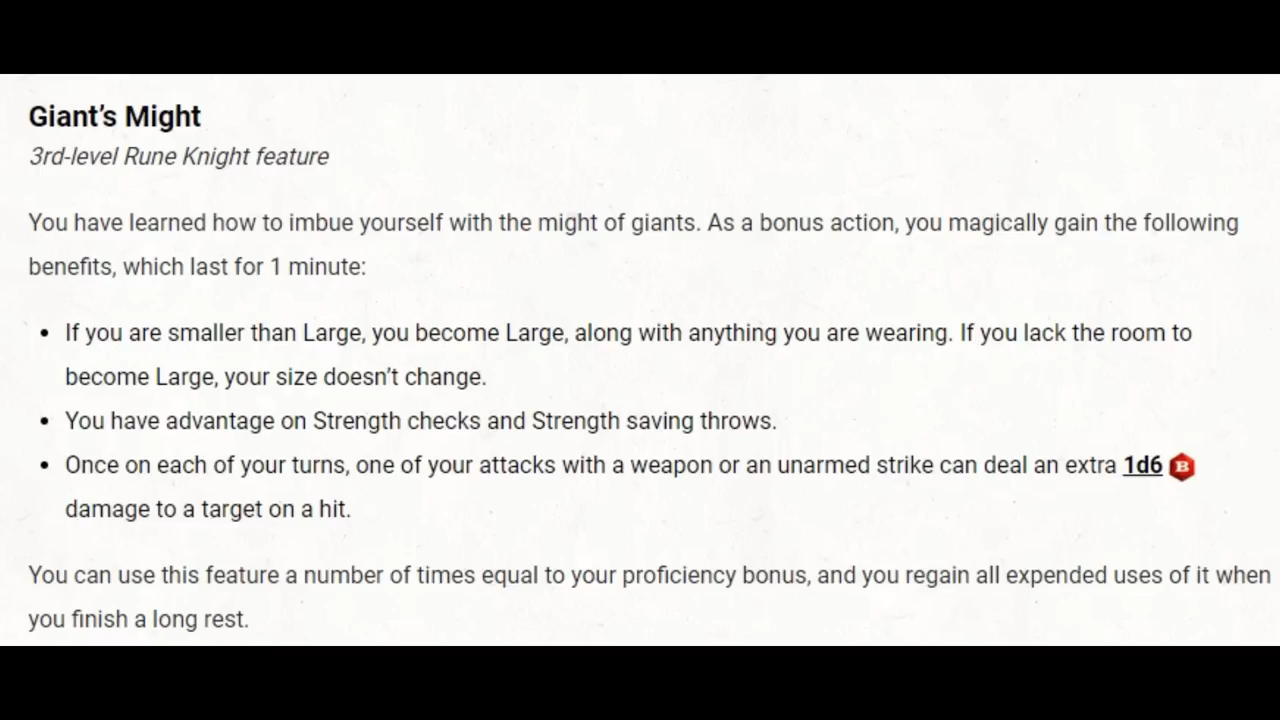 Giant’s Might
3rd-level Rune Knight feature
You have learned how to imbue yourself with the might of giants. As a bonus action, you magically gain the following
benefits, which last for 1 minute:
• If you are smaller than Large, you become Large, along with anything you are wearing. If you lack the room to
become Large, your size doesn’t change.
• You have advantage on Strength checks and Strength saving throws.
• Once on each of your turns, one of your attacks with a weapon or an unarmed strike can deal an extra 1d6 B
damage to a target on a hit.
You can use this feature a number of times equal to your proficiency bonus, and you regain all expended uses of it when
you finish a long rest.